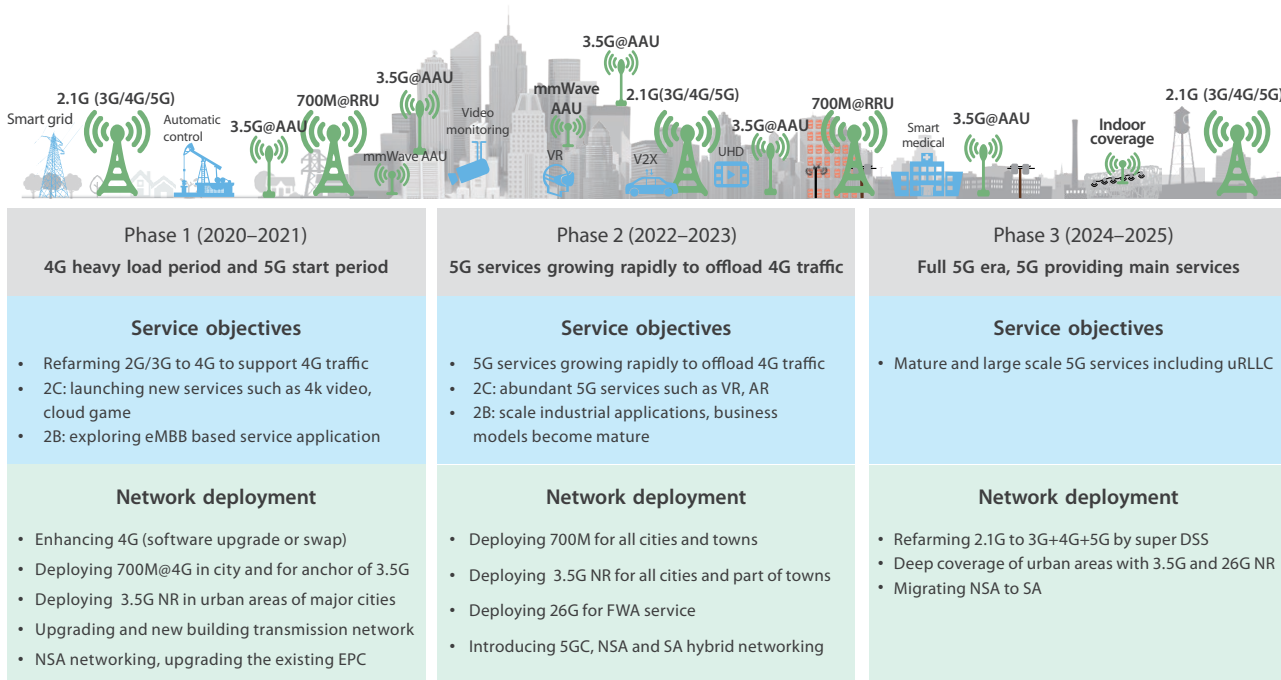 3.5G@AAU
3.5G@AAU
mmWave
AAU
2.1G (3G/4G/5G)
700M@RRU
2.1G(3G/4G/5G)
700M@RRU
2.1G (3G/4G/5G)
Smart grid
Automatic
control
3.5G@AAU
Video
monitoring
3.5G@AAU
Smart
medical
3.5G@AAU
Indoor
coverage
mmWave AAU
VR
V2X
UHD
Phase 1 (2020–2021)
4G heavy load period and 5G start period
Service objectives
• Refarming 2G/3G to 4G to support 4G traffic
• 2C: launching new services such as 4k video,
cloud game
• 2B: exploring eMBB based service application
Network deployment
• Enhancing 4G (software upgrade or swap)
• Deploying 700M@4G in city and for anchor of 3.5G
• Deploying 3.5G NR in urban areas of major cities
• Upgrading and new building transmission network
• NSA networking, upgrading the existing EPC
Phase 2 (2022–2023)
5G services growing rapidly to offload 4G traffic
Service objectives
• 5G services growing rapidly to offload 4G traffic
• 2C: abundant 5G services such as VR, AR
• 2B: scale industrial applications, business
models become mature
Network deployment
• Deploying 700M for all cities and towns
• Deploying 3.5G NR for all cities and part of towns
• Deploying 26G for FWA service
• Introducing 5GC, NSA and SA hybrid networking
Phase 3 (2024–2025)
Full 5G era, 5G providing main services
Service objectives
• Mature and large scale 5G services including uRLLC
Network deployment
• Refarming 2.1G to 3G+4G+5G by super DSS
• Deep coverage of urban areas with 3.5G and 26G NR
• Migrating NSA to SA